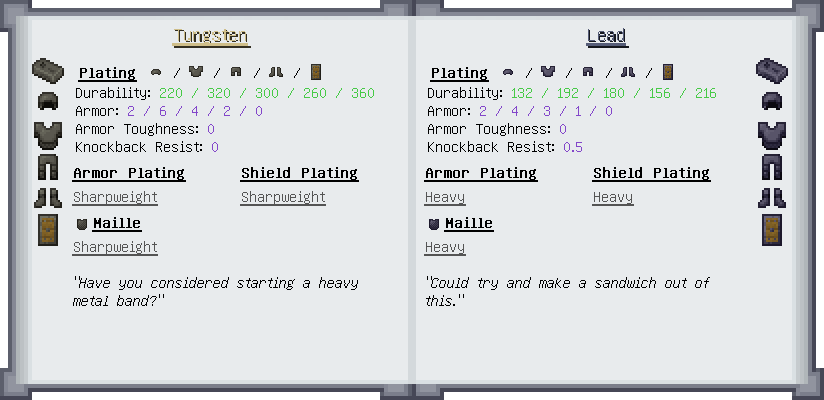 Tungsten
Plating / / / /
Durability: 220 / 320 / 300 / 260 / 360
Armor: 2 / 6 / 4 / 2 / 0
Armor Toughness: 0
Knockback Resist: 0
Armor Plating
Shield Plating
Sharpweight
Sharpweight
Maille
Sharpweight
"Have you considered starting a heavy
metal band?"
Lead
Plating / / / /
Durability: 132 / 192 / 180 / 156 / 216
Armor: 2 / 4 / 3 / 1 / 0
Armor Toughness: 0
Knockback Resist: 0.5
Armor Plating
Shield Plating
Heavy
Heavy
Maille
Heavy
"Could try and make a sandwich out of
this."